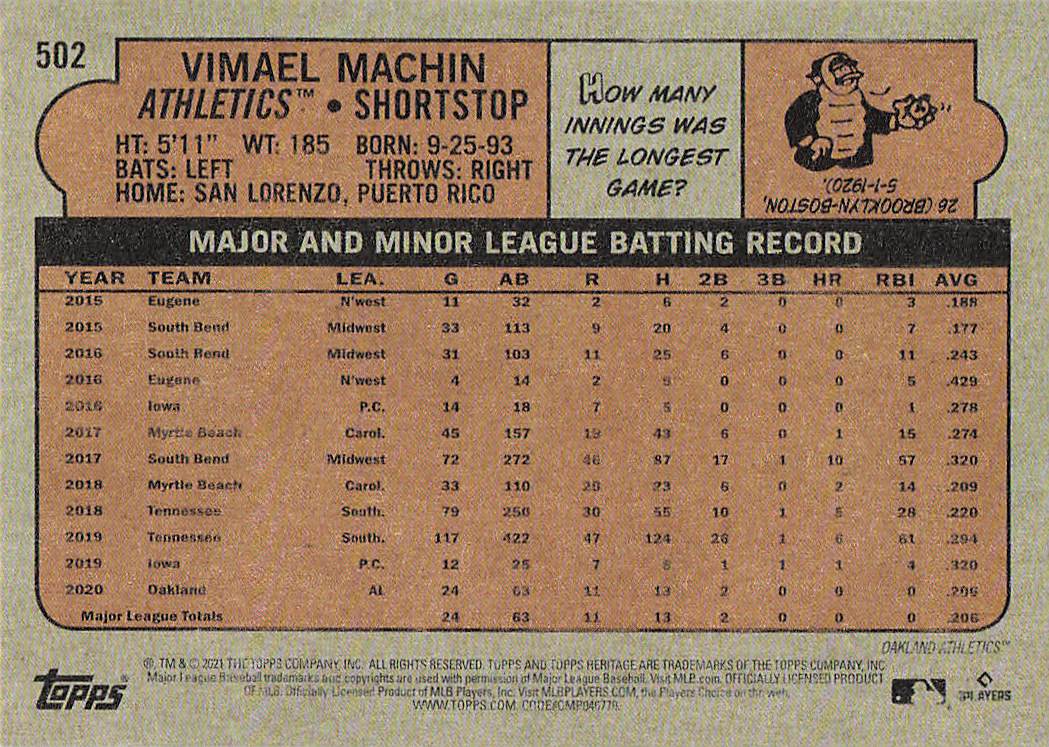 502
VIMAEL MACHIN
ATHLETICS™ • SHORTSTOP
HT: 5'11" WT: 185 BORN: 9-25-93
BATS: LEFT THROWS: RIGHT
HOME: SAN LORENZO, PUERTO RICO
HOW MANY
INNINGS WAS
THE LONGEST
GAME?
26 (BROOKLYN-BOSTON,
5-1-1920).
MAJOR AND MINOR LEAGUE BATTING RECORD
YEAR TEAM LEA. G AB R H 2B 3B HR RBI AVG
2015 Eugene N'west 11 32 2 6 2 0 0 3 .188
2015 South Bend Midwest 33 113 9 20 4 0 0 7 .177
2016 South Bend Midwest 31 103 11 25 6 0 0 11 .243
2016 Eugene N'west 4 14 2 0 0 0 5 .429
2016 Iowa P.C. 14 18 7 5 0 0 0 1 .278
2017 Myrtle Beach Carol. 45 157 43 6 0 1 15 .274
2017 South Bend Midwest 72 272 46 87 17 1 10 57 .320
2018 Myrtle Beach Carol. 33 110 23 6 0 2 14 .209
2018 Tennessee South. 79 250 30 55 10 1 5 28 .220
2019 Tennessee South. 117 422 47 124 26 1 6 61 .294
2019 Iowa P.C. 12 25 7 8 1 1 1 4 .320
2020 Oakland AL 24 63 11 13 2 0 0 0 .206
Major League Totals 24 63 11 13 2 0 0 0 .206
OAKLAND ATHLETICS™
®, TM & © 2021 THE TOPPS COMPANY, INC. ALL RIGHTS RESERVED. TOPPS AND TOPPS HERITAGE ARE TRADEMARKS OF THE TOPPS COMPANY, INC.
Major League Baseball trademarks and copyrights are used with permission of Major League Baseball. Visit MLB.com. OFFICIALLY LICENSED PRODUCT
OF MLB. Officially Licensed Product of MLB Players, Inc. Visit MLBPLAYERS.COM, the Players Choice on the web.
WWW.TOPPS.COM. CODE#CMP046778.
TOPPS®
PLAYERS